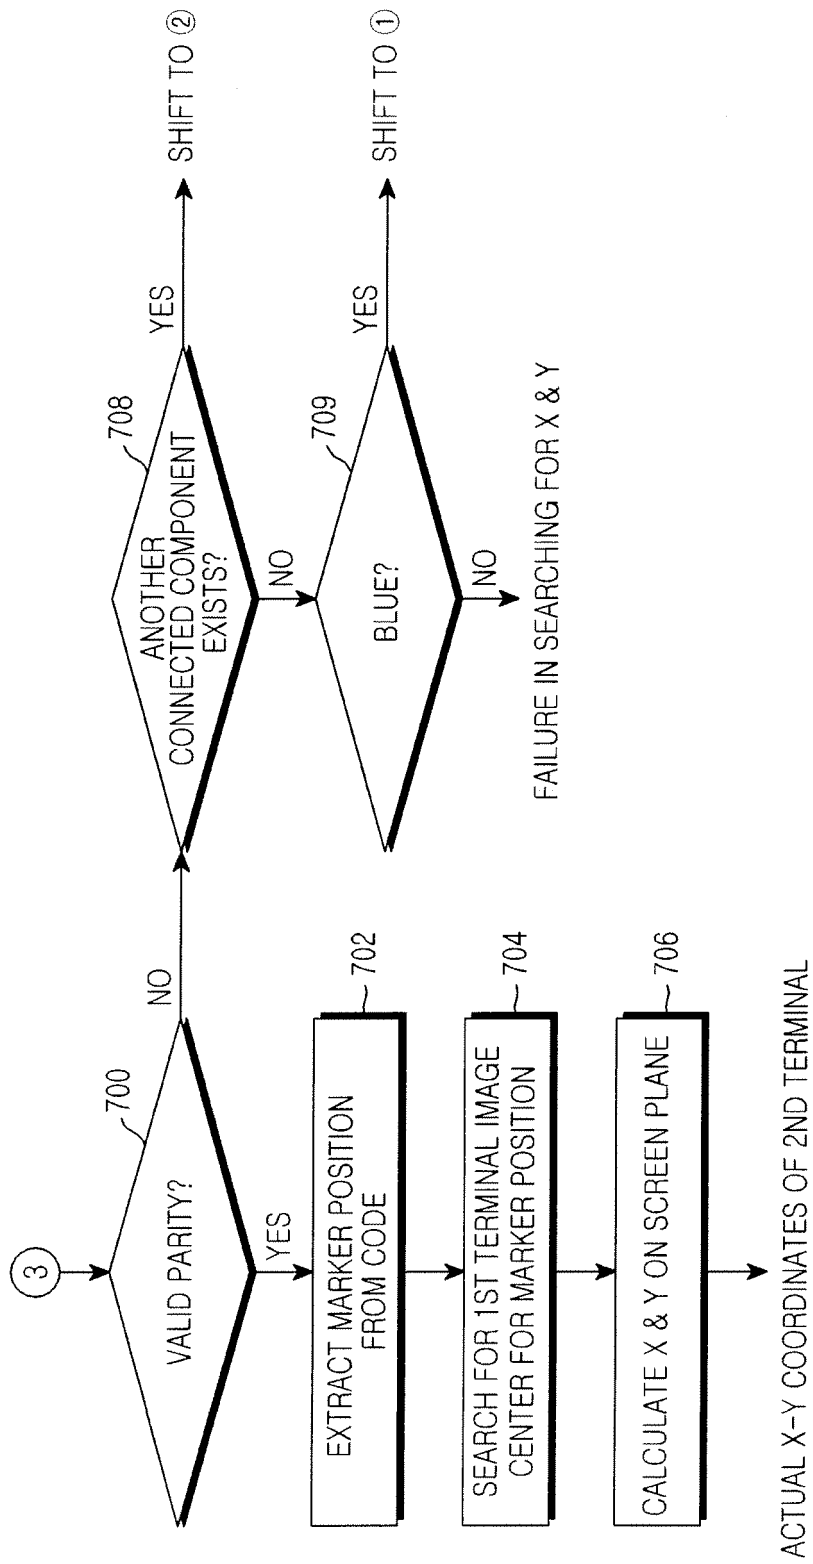 3
VALID PARITY?
700
NO
YES
EXTRACT MARKER POSITION
FROM CODE
702
SEARCH FOR 1ST TERMINAL IMAGE
CENTER FOR MARKER POSITION
704
CALCULATE X & Y ON SCREEN PLANE
706
ACTUAL X-Y COORDINATES OF 2ND TERMINAL
ANOTHER
CONNECTED COMPONENT
EXISTS?
708
YES
SHIFT TO ②
NO
BLUE?
709
YES
SHIFT TO ①
NO
FAILURE IN SEARCHING FOR X & Y